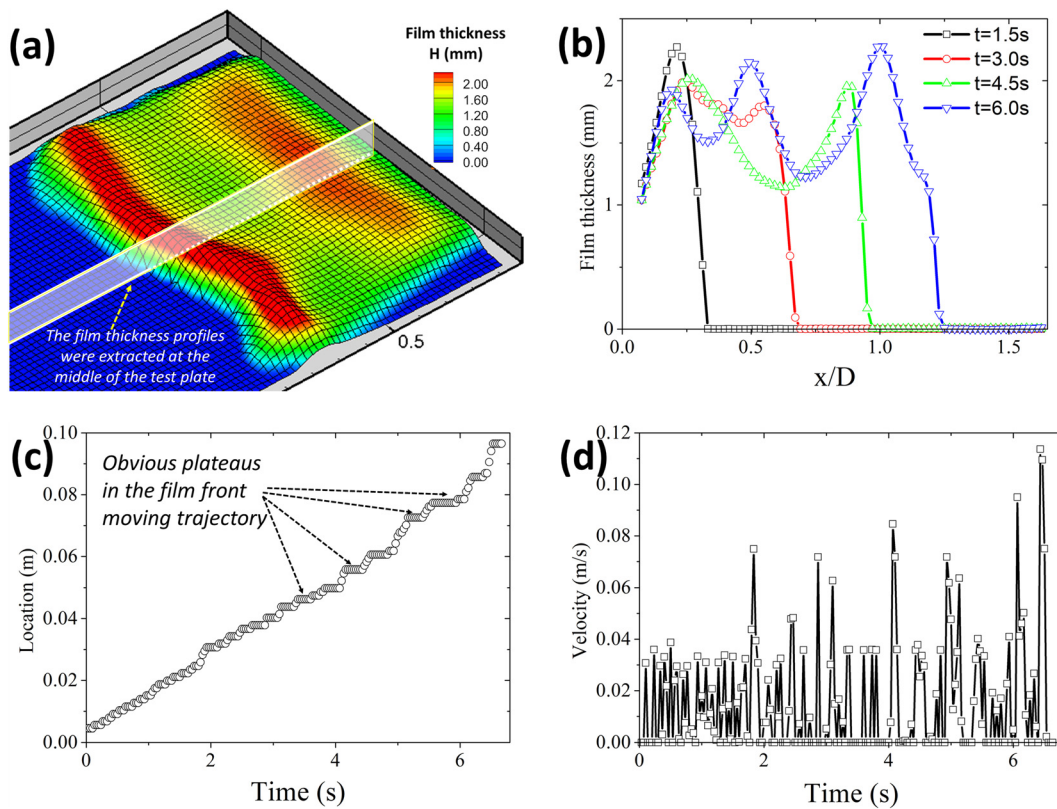 (a)
Film thickness
H (mm)
2.00
1.60
1.20
0.80
0.40
0.00
The film thickness profiles
were extracted at the
middle of the test plate
0.5
(b)
t=1.5s
t=3.0s
t=4.5s
t=6.0s
Film thickness (mm)
2
1
0
0.0
0.5
1.0
1.5
x/D
(c)
Obvious plateaus
in the film front
moving trajectory
Location (m)
0.10
0.08
0.06
0.04
0.02
0.00
0
2
4
6
Time (s)
(d)
Velocity (m/s)
0.12
0.10
0.08
0.06
0.04
0.02
0.00
0
2
4
6
Time (s)